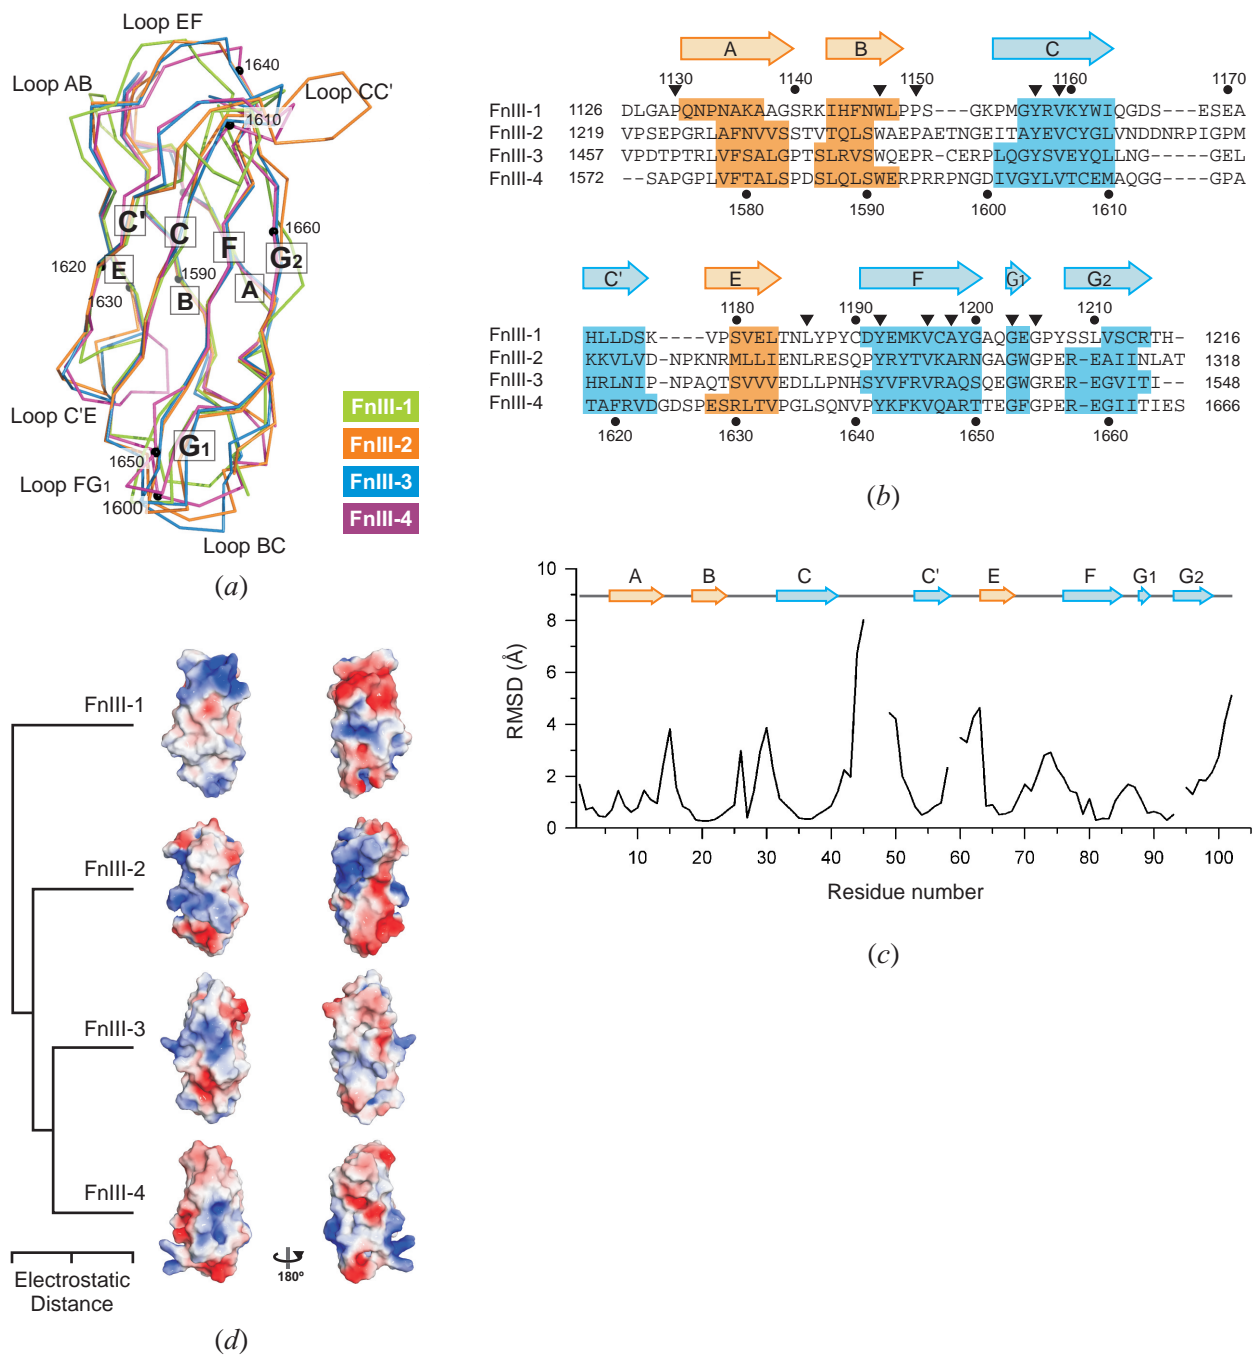 Loop EF
1640
Loop AB
Loop CC'
1610
C'
C
F
1660
G2
1620
E
1590
A
1630
B
Loop C'E
FnIII-1
G1
FnIII-2
1650
Loop FG1
FnIII-3
1600
FnIII-4
Loop BC
(a)
A B C
1130 1140 1150 1160 1170
FnIII-1 1126 DLGAPQNPNAKAAGSRKIHFNWLPPS---GKPMGYRVKYWIQGDS---ESEA
FnIII-2 1219 VPSEPGRLAFNVVSSTVTQLSWAEPAETNGEITAYEVCYGLVNDDNRPIGPM
FnIII-3 1457 VPDTPTRLVFSALGPTSLRVSWQEPR-CERPLQGYSVEYQLLNG-----GEL
FnIII-4 1572 --SAPGPLVFTALSPDSLQLSWERPRRPNGDIVGYLVTCEMAQGG----GPA
1580 1590 1600 1610
C' E F G1 G2
1180 1190 1200 1210
FnIII-1 HLLDSK----VPSVELTNLYPYCDYEMKVCAYGAQGEGPYSSLVSCRTH- 1216
FnIII-2 KKVLVD-NPKNRMLLIENLRESQPYRYTVKARNGAGWGPER-EAIINLAT 1318
FnIII-3 HRLNIP-NPAQTSVVVEDLLPNHSYVFRVRAQSQEGWGRER-EGVITI-- 1548
FnIII-4 TAFRVDGDSPESRLTVPGLSQNVPYKFKVQARTTEGFGPER-EGIITIES 1666
1620 1630 1640 1650 1660
(b)
10
A B C C' E F G1 G2
8
6
4
2
0
RMSD (Å)
10 20 30 40 50 60 70 80 90 100
Residue number
(c)
FnIII-1
FnIII-2
FnIII-3
FnIII-4
180º
Electrostatic
Distance
(d)